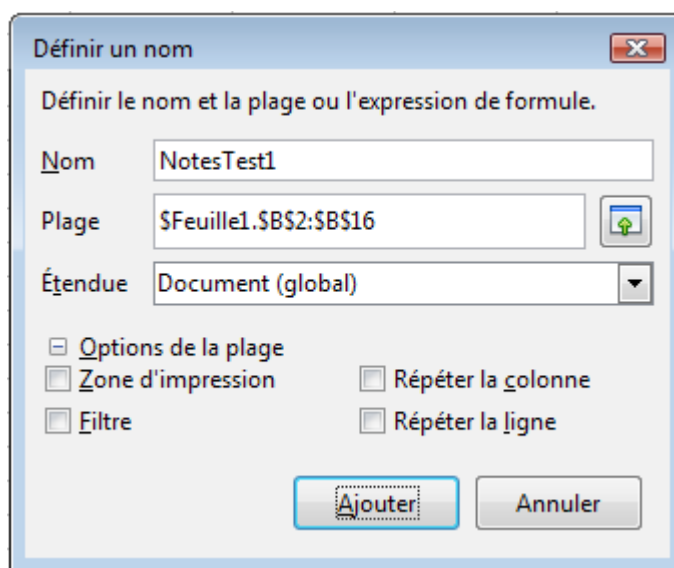 Définir un nom
Définir le nom et la plage ou l'expression de formule.
Nom NotesTest1
Plage $Feuille1.$B$2:$B$16
Étendue Document (global)
Options de la plage
Zone d'impression Répéter la colonne
Filtre Répéter la ligne
Ajouter Annuler